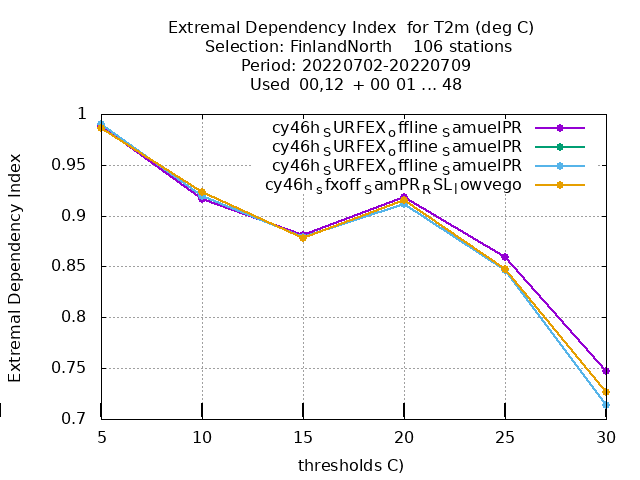 Extremal Dependency Index  for T2m (deg C)
Selection: FinlandNorth    106 stations
Period: 20220702-20220709
Used  00,12  + 00 01 ... 48
cy46h_SURFEX_offline_SamuelPR
cy46h_SURFEX_offline_SamuelPR
cy46h_SURFEX_offline_SamuelPR
cy46h_sfxoff_SamPR_RSL_lowvego
Extremal Dependency Index
1
0.95
0.9
0.85
0.8
0.75
0.7
5 10 15 20 25 30
thresholds C)